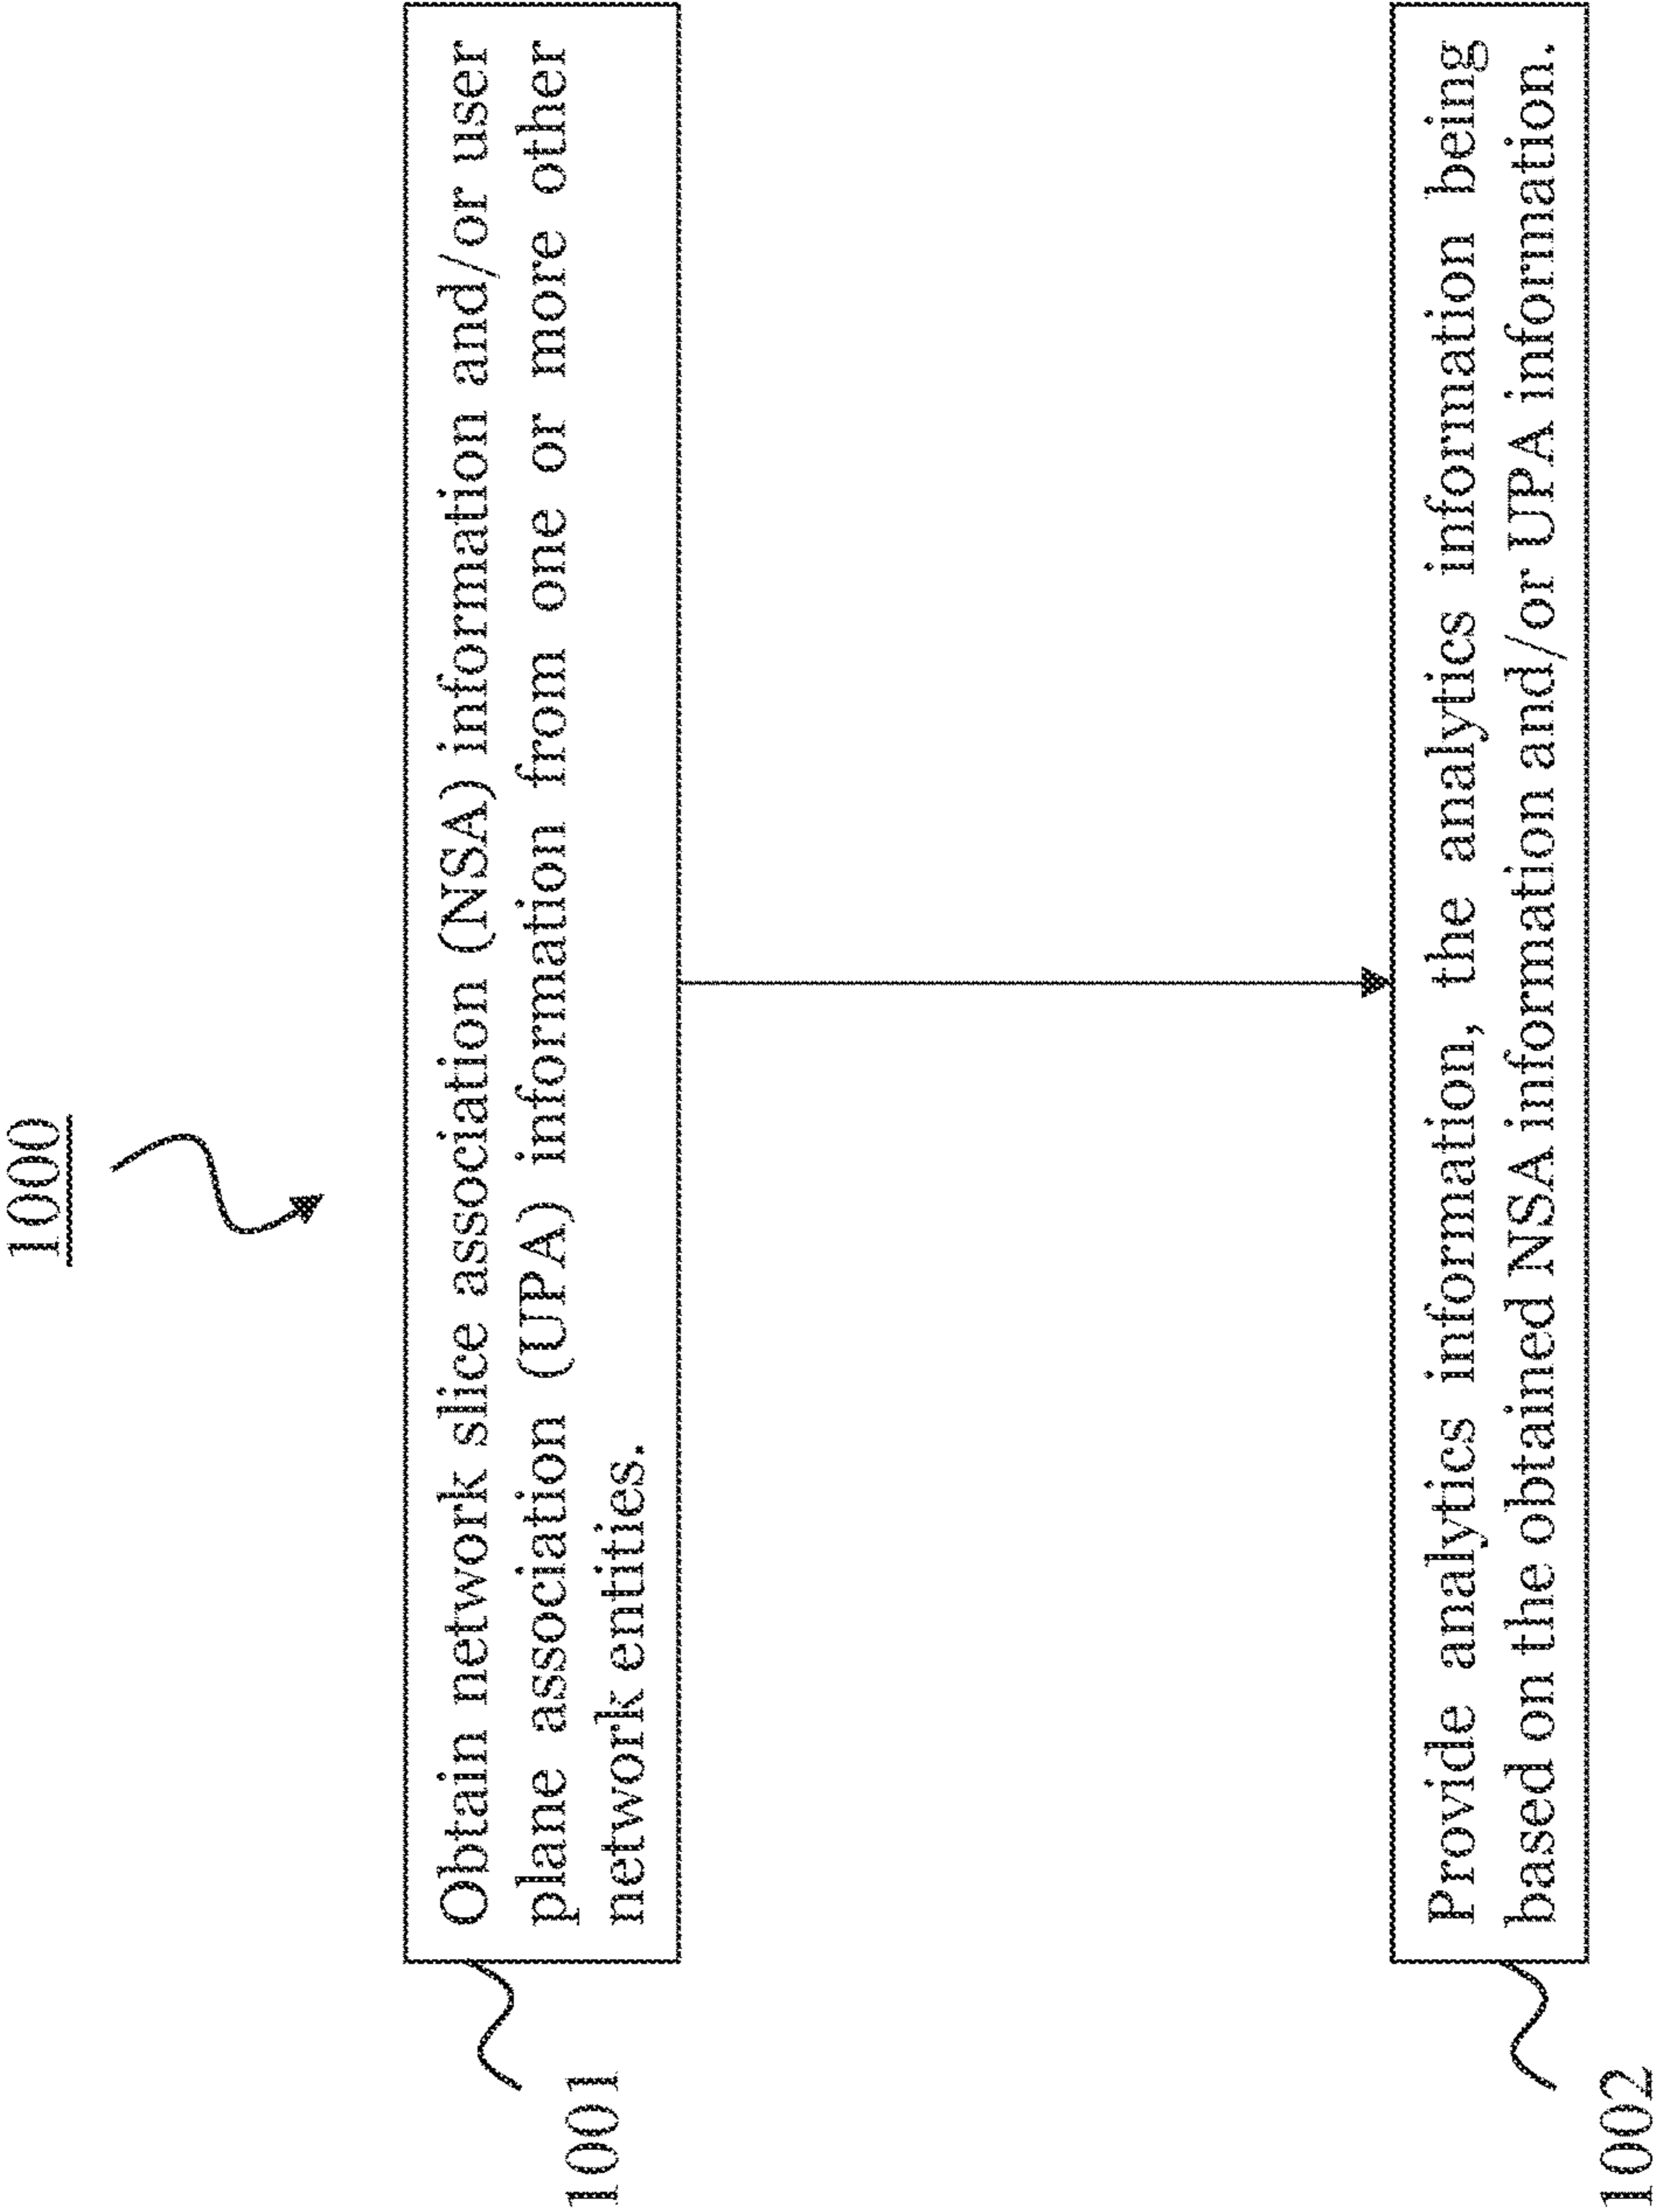 1000
Obtain network slice association (NSA) information and/or user
plane association (UPA) information from one or more other
network entities.
1001
Provide analytics information, the analytics information being
based on the obtained NSA information and/or UPA information.
1002